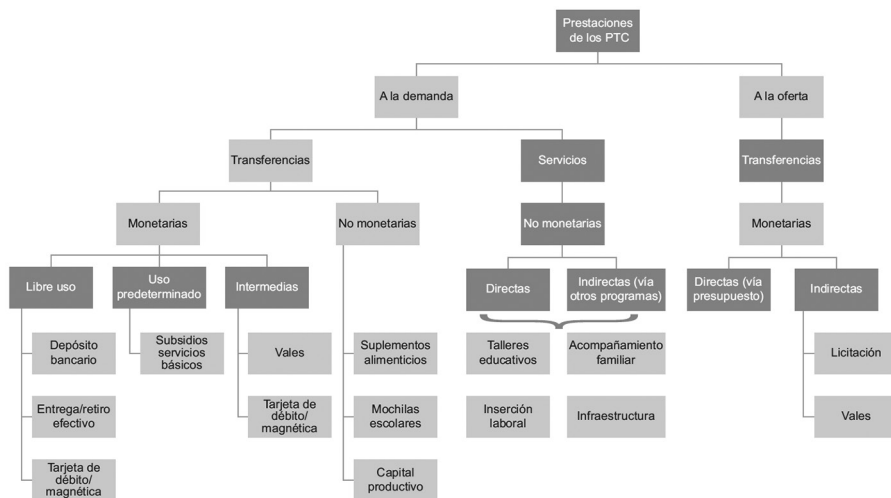 Prestaciones
de los PTC
A la demanda
A la oferta
Transferencias
Servicios
Transferencias
Monetarias
No monetarias
No monetarias
Monetarias
Libre uso
Uso
predeterminado
Intermedias
Directas
Indirectas (vía
otros programas)
Directas (vía
presupuesto)
Indirectas
Depósito
bancario
Subsidios
servicios
básicos
Vales
Suplementos
alimenticios
Talleres
educativos
Acompañamiento
familiar
Licitación
Entrega/retiro
efectivo
Tarjeta de
débito/
magnética
Mochilas
escolares
Inserción
laboral
Infraestructura
Vales
Tarjeta de
débito/
magnética
Capital
productivo